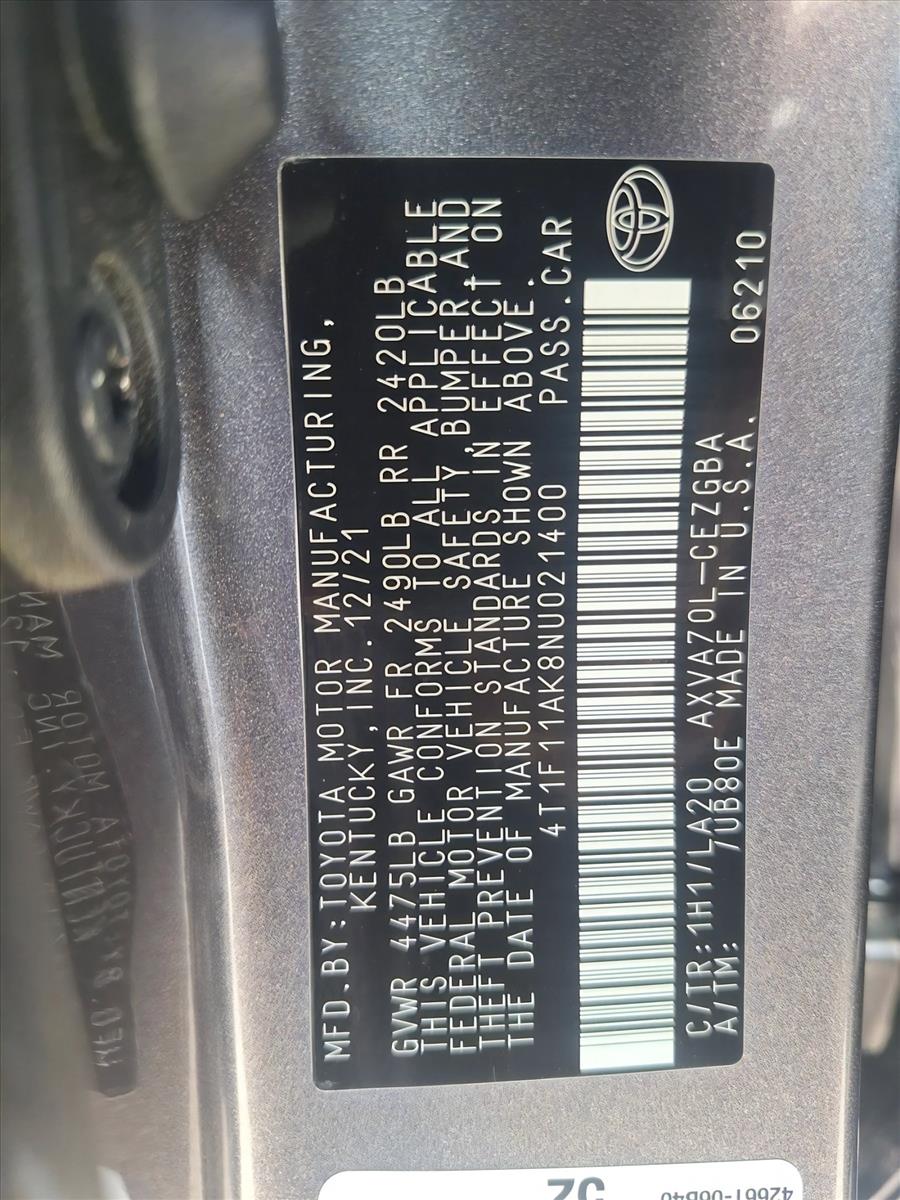 MFD.BY:TOYOTA MOTOR MANUFACTURING,
KENTUCKY,INC.12/21
GVWR 4475LB GAWR FR 2490LB RR 2420LB
THIS VEHICLE CONFORMS TO ALL APPLICABLE
FEDERAL MOTOR VEHICLE SAFETY, BUMPER, AND
THEFT PREVENTION STANDARDS IN EFFECT ON
THE DATE OF MANUFACTURE SHOWN ABOVE.
4T1F11AK8NU021400 PASS.CAR
C/TR:1H1/LA20 AXVA70L-CEZGBA
A/TM: /UB80E MADE IN U.S.A. 06210
42661-06B40